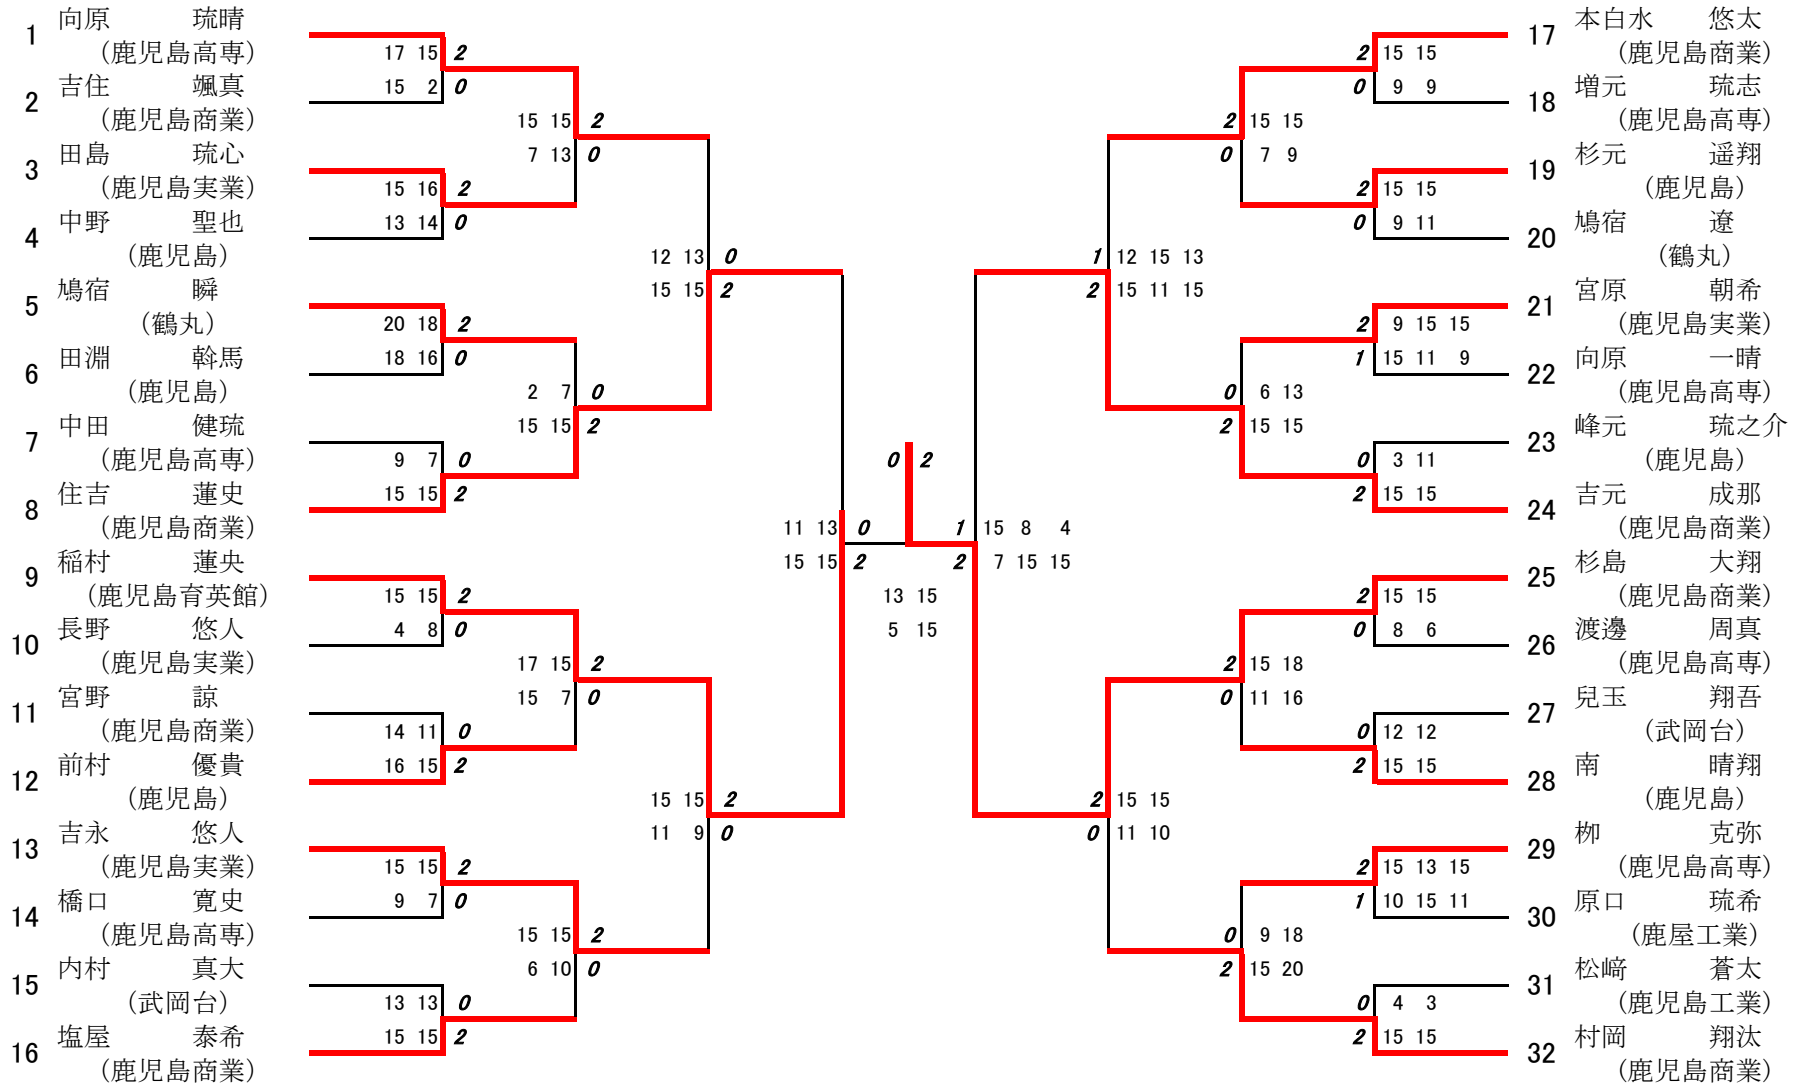 1 向原 琉晴
(鹿児島高専) 17 15 2
2 吉住 颯真 15 2 0
(鹿児島商業) 15 15 2
7 13 0
3 田島 琉心
(鹿児島実業) 15 16 2
4 中野 聖也 13 14 0
(鹿児島) 12 13 0
15 15 2
5 鳩宿 瞬
(鶴丸) 20 18 2
6 田淵 幹馬 18 16 0
(鹿児島) 2 7 0
15 15 2
7 中田 健琉
(鹿児島高専) 9 7 0
8 住吉 蓮史 15 15 2
(鹿児島商業) 11 13 0
15 15 2
9 稲村 蓮央
(鹿児島育英館) 15 15 2
10 長野 悠人 4 8 0
(鹿児島実業) 17 15 2
15 7 0
11 宮野 諒
(鹿児島商業) 14 11 0
12 前村 優貴 16 15 2
(鹿児島) 15 15 2
11 9 0
13 吉永 悠人
(鹿児島実業) 15 15 2
14 橋口 寛史 9 7 0
(鹿児島高専) 15 15 2
6 10 0
15 内村 真大
(武岡台) 13 13 0
16 塩屋 泰希 15 15 2
(鹿児島商業)
0 2
13 15
5 15
本白水 悠太 17
2 15 15 (鹿児島商業)
0 9 9 増元 琉志 18
2 15 15 (鹿児島高専)
0 7 9
杉元 遥翔 19
2 15 15 (鹿児島)
0 9 11 鳩宿 遼 20
1 12 15 13 (鶴丸)
2 15 11 15
宮原 朝希 21
2 9 15 15 (鹿児島実業)
1 15 11 9 向原 一晴 22
0 6 13 (鹿児島高専)
2 15 15
峰元 琉之介 23
0 3 11 (鹿児島)
2 15 15 吉元 成那 24
1 15 8 4 (鹿児島商業)
2 7 15 15
杉島 大翔 25
2 15 15 (鹿児島商業)
0 8 6 渡邊 周真 26
2 15 18 (鹿児島高専)
0 11 16
兒玉 翔吾 27
0 12 12 (武岡台)
2 15 15 南 晴翔 28
2 15 15 (鹿児島)
0 11 10
栁 克弥 29
2 15 13 15 (鹿児島高専)
1 10 15 11 原口 琉希 30
0 9 18 (鹿屋工業)
2 15 20
松﨑 蒼太 31
0 4 3 (鹿児島工業)
2 15 15 村岡 翔汰 32
(鹿児島商業)